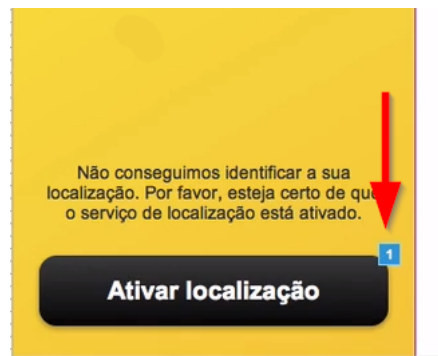 Não conseguimos identificar a sua
localização. Por favor, esteja certo de que
o serviço de localização está ativado.
1
Ativar localização